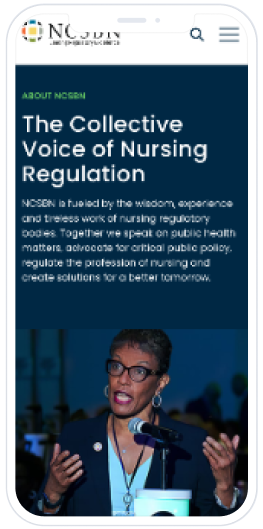 NCSBN
ABOUT NCSBN
The Collective
Voice of Nursing
Regulation
NCSBN is fueled by the wisdom, experience
and tireless work of nursing regulatory
bodies. Together we speak on public health
matters, advocate for critical public policy,
regulate the profession of nursing and
create solutions for a better tomorrow.